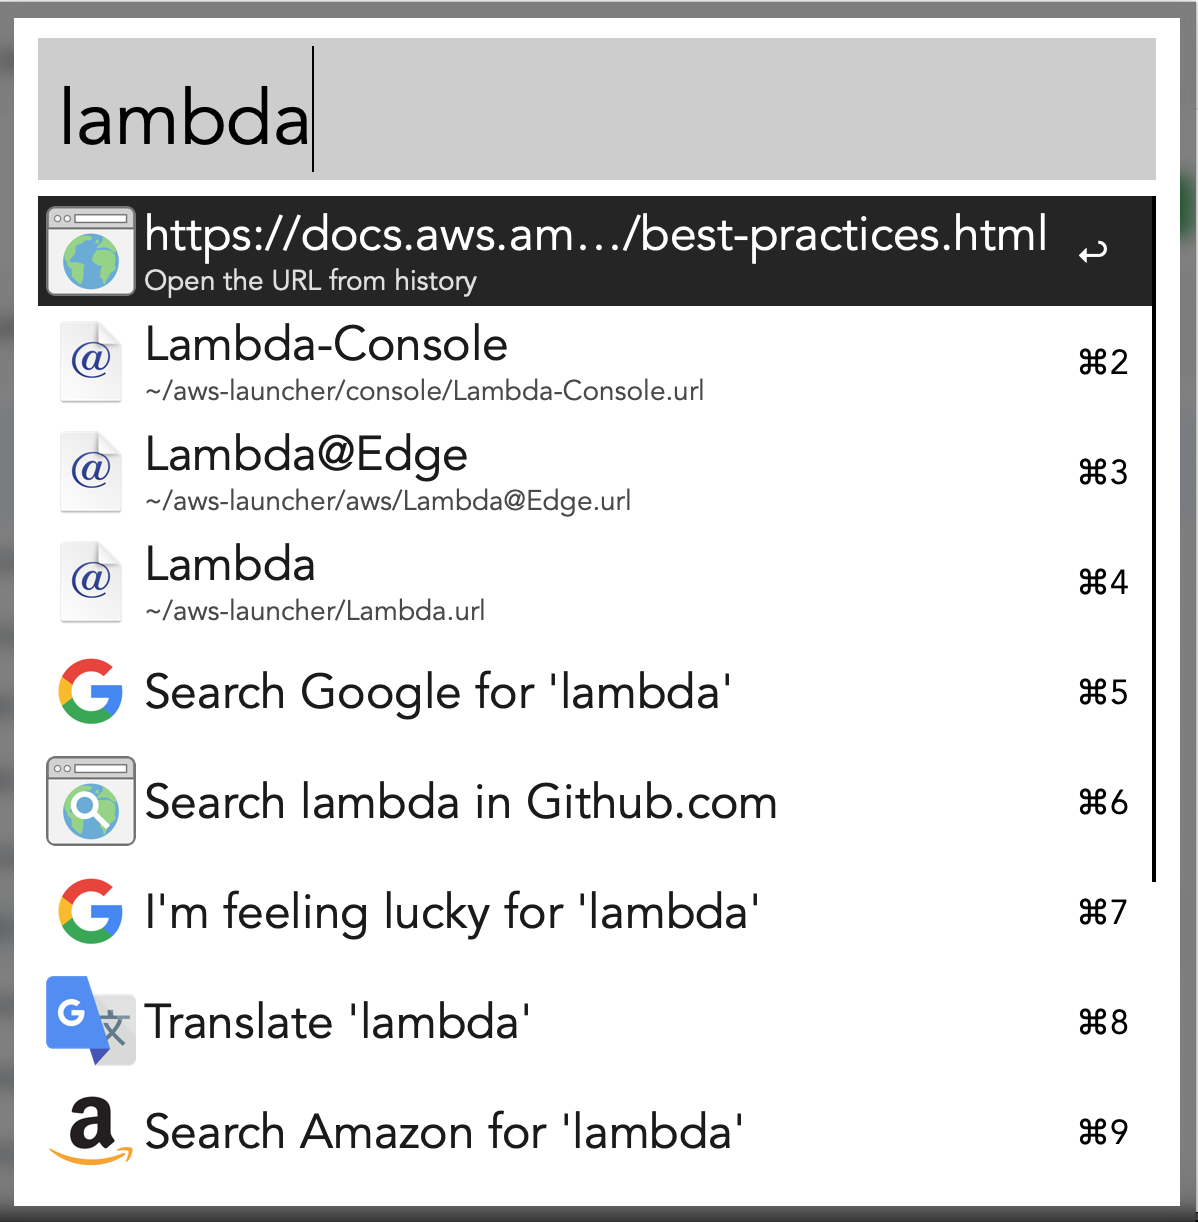 lambda
https://docs.aws.am…/best-practices.html
Open the URL from history
Lambda-Console
~/aws-launcher/console/Lambda-Console.url
⌘2
Lambda@Edge
~/aws-launcher/aws/Lambda@Edge.url
⌘3
Lambda
~/aws-launcher/Lambda.url
⌘4
Search Google for 'lambda'
⌘5
Search lambda in Github.com
⌘6
I'm feeling lucky for 'lambda'
⌘7
Translate 'lambda'
⌘8
Search Amazon for 'lambda'
⌘9